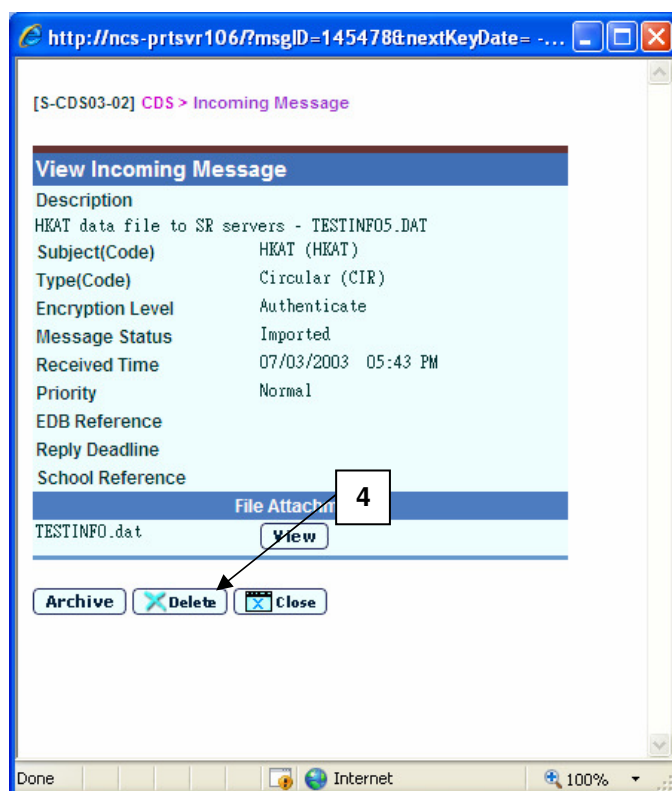 http://ncs-prtsvr106/?msgID=145478&nextKeyDate= -...
[S-CDS03-02] CDS > Incoming Message
View Incoming Message
Description
HKAT data file to SR servers - TESTINFO5.DAT
Subject(Code) HKAT (HKAT)
Type(Code) Circular (CIR)
Encryption Level Authenticate
Message Status Imported
Received Time 07/03/2003 05:43 PM
Priority Normal
EDB Reference
Reply Deadline
School Reference
File Attachm
4
TESTINFO.dat View
Archive Delete Close
Done Internet 100%